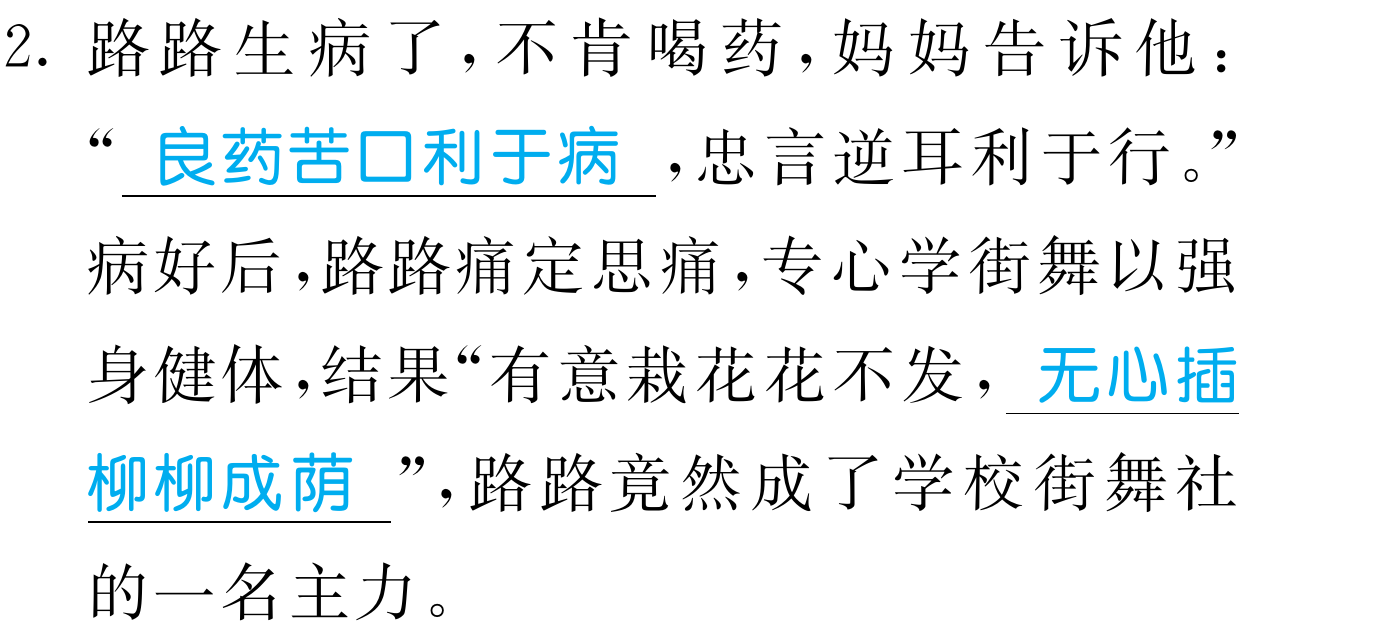 2. 路路生病了,不肯喝药,妈妈告诉他:
“良药苦口利于病,忠言逆耳利于行。”
病好后,路路痛定思痛,专心学街舞以强
身健体,结果“有意栽花花不发,无心插
柳柳成荫”,路路竟然成了学校街舞社
的一名主力。